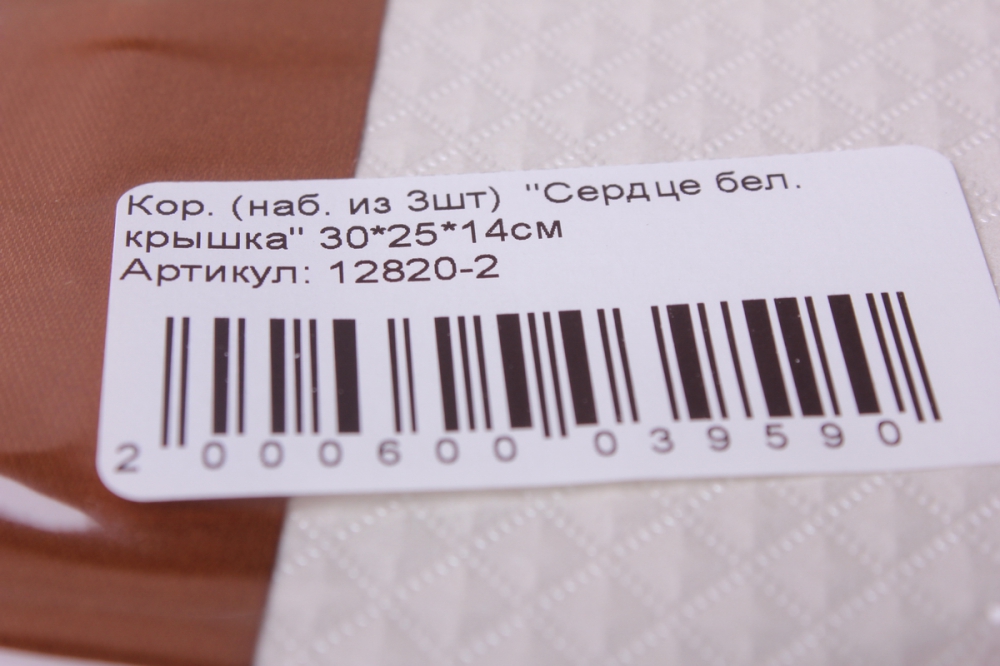 Кор. (наб. из 3шт) "Сердце бел.
крышка" 30*25*14см
Артикул: 12820-2
2 000600 039590